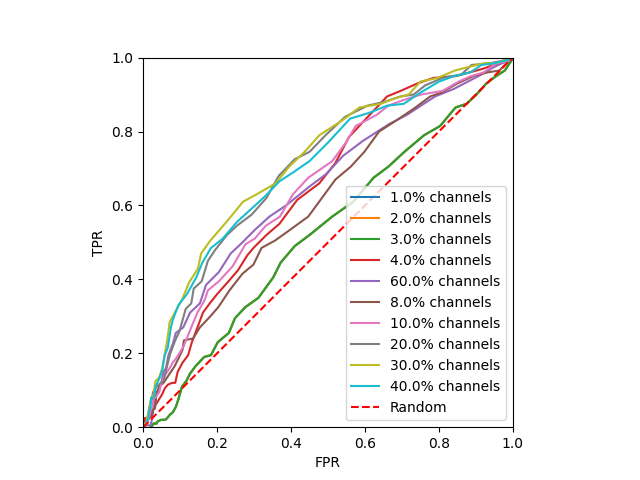 1.0
0.8
0.6
0.4
0.2
0.0
TPR
0.0 0.2 0.4 0.6 0.8 1.0
FPR
1.0% channels
2.0% channels
3.0% channels
4.0% channels
60.0% channels
8.0% channels
10.0% channels
20.0% channels
30.0% channels
40.0% channels
Random